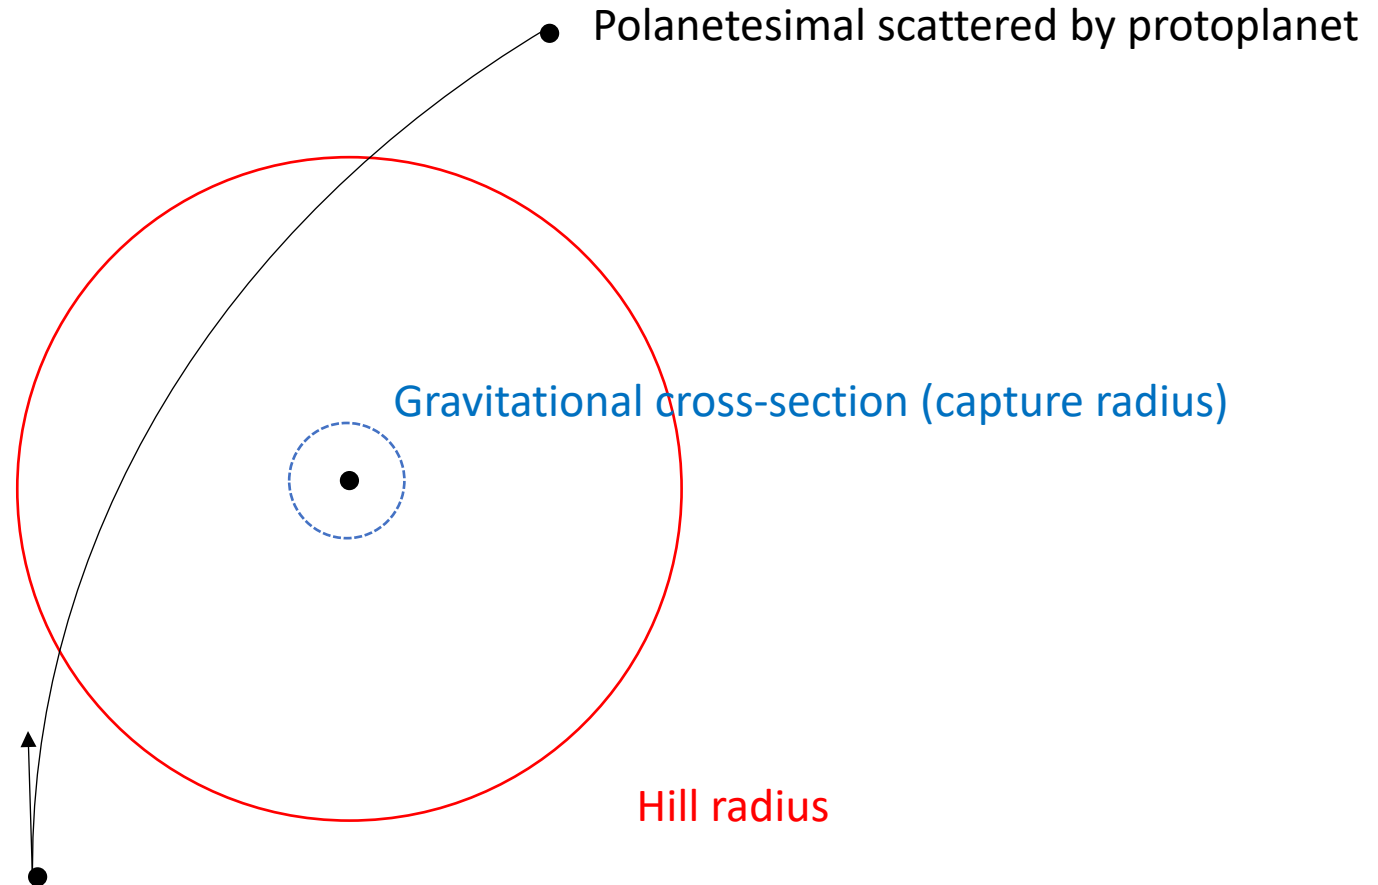 Polanetesimal scattered by protoplanet
Gravitational cross-section (capture radius)
Hill radius